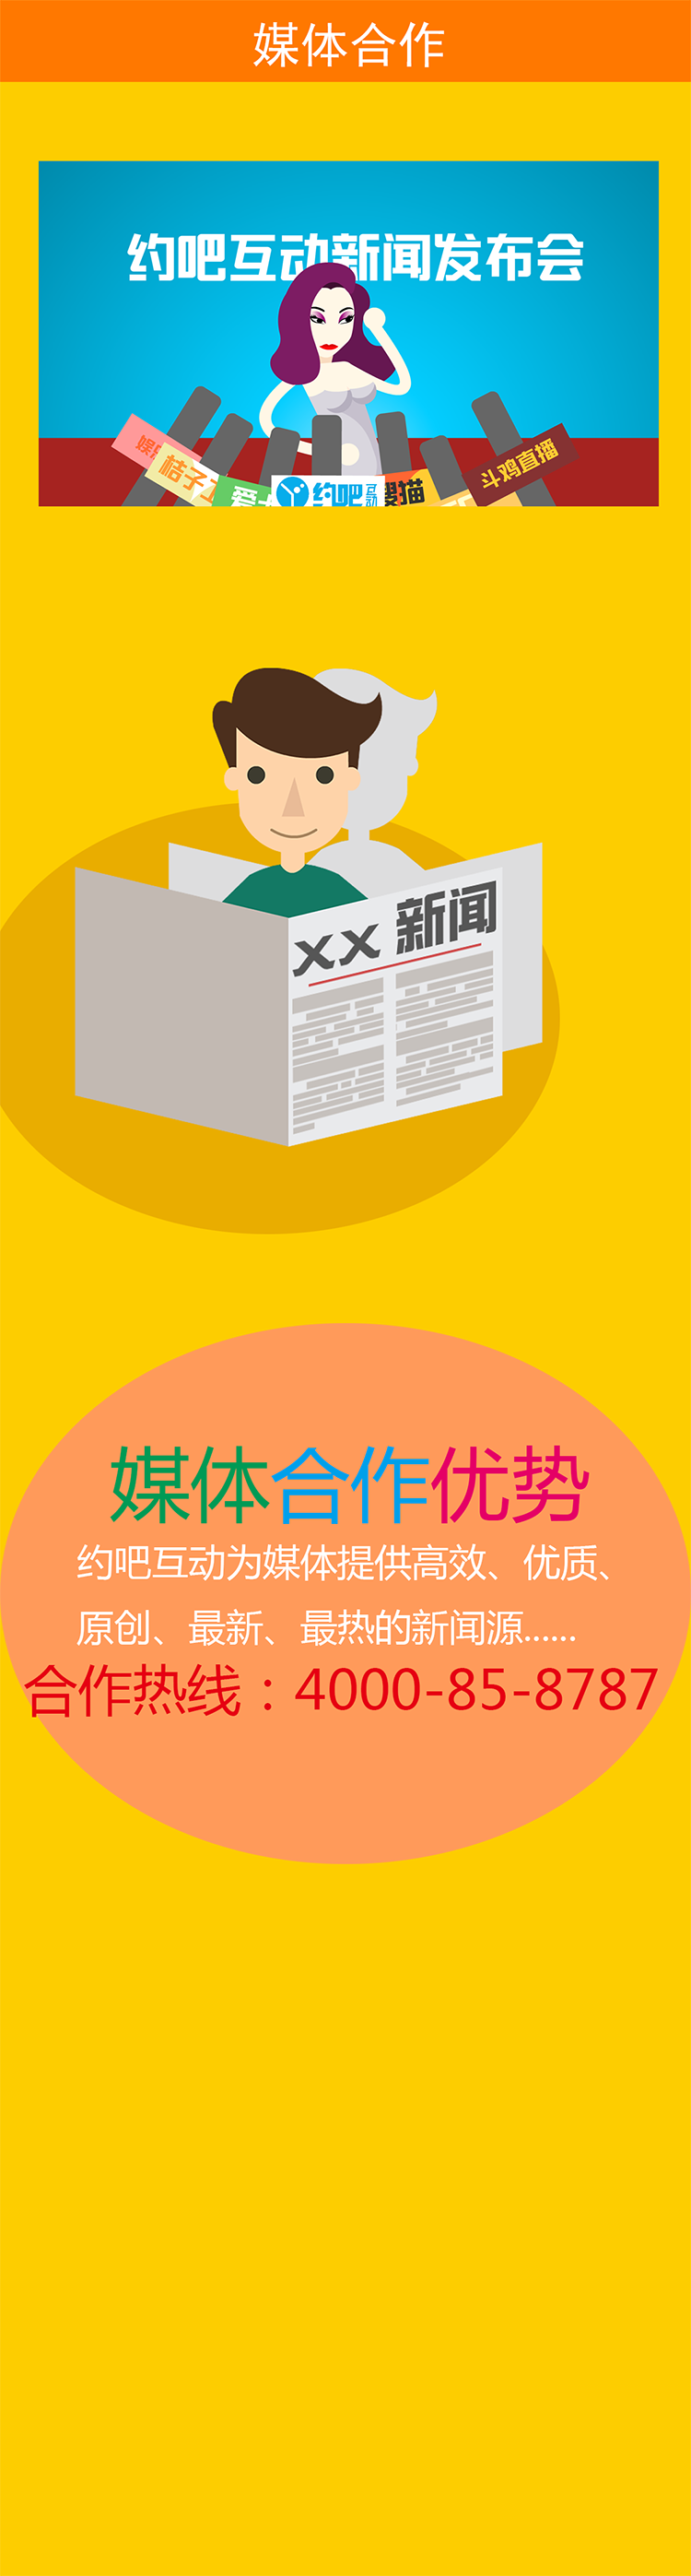 媒体合作
约吧互动新闻发布会
桔子
约吧互动
猫
斗鸡直播
XX 新闻
媒体合作优势
约吧互动为媒体提供高效、优质、
原创、最新、最热的新闻源......
合作热线：4000-85-8787